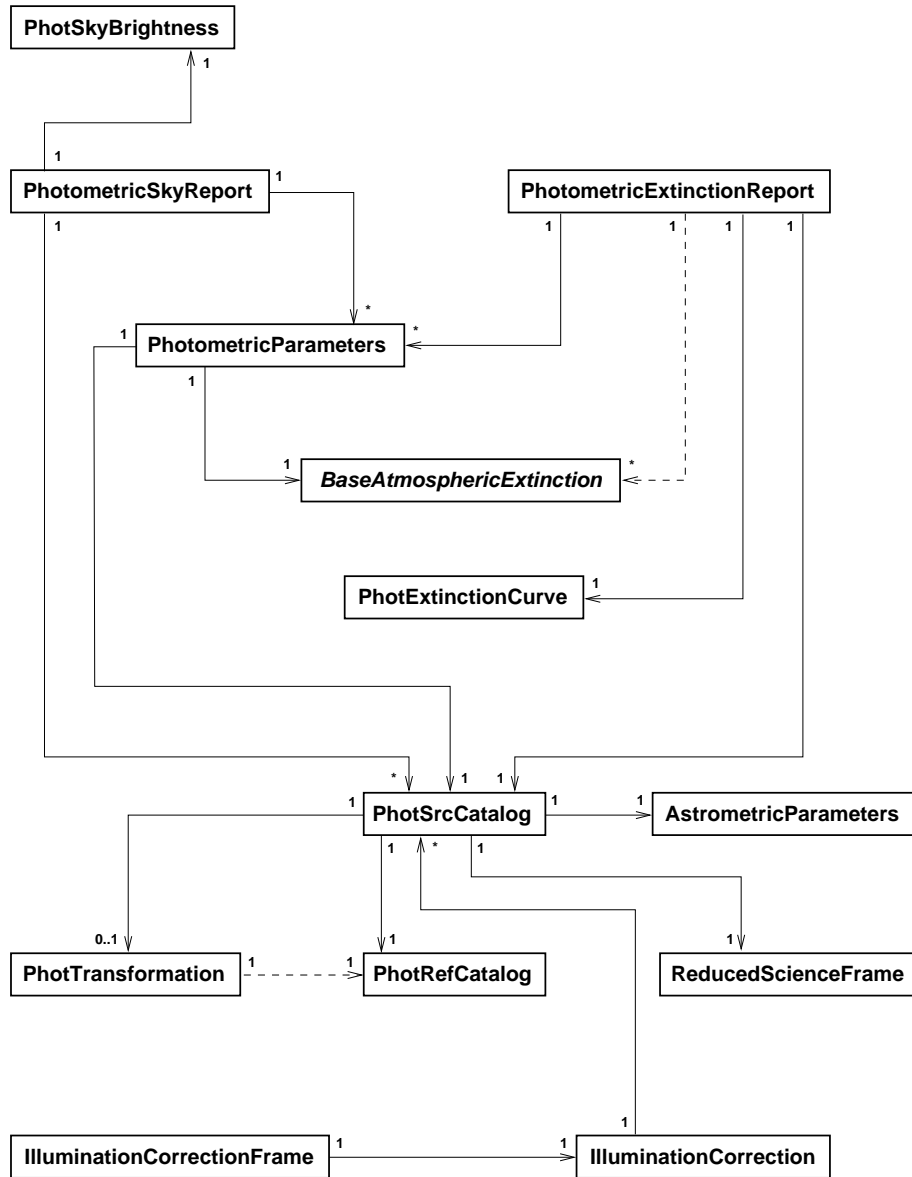 PhotSkyBrightness
1
1
PhotometricSkyReport
1
PhotometricExtinctionReport
1
1
1
1
1
*
1
PhotometricParameters
*
1
1
BaseAtmosphericExtinction
*
PhotExtinctionCurve
1
*
1
1
1
PhotSrcCatalog
1
1
AstrometricParameters
1
*
1
0..1
1
1
PhotTransformation
1
1
PhotRefCatalog
ReducedScienceFrame
1
IlluminationCorrectionFrame
1
1
IlluminationCorrection